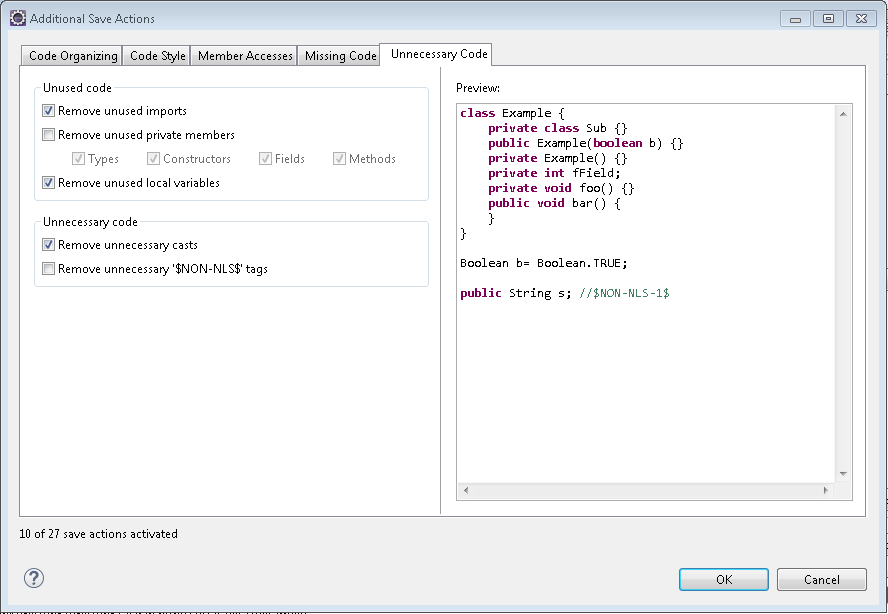 Additional Save Actions
Code Organizing Code Style Member Accesses Missing Code Unnecessary Code
Unused code
Remove unused imports
Remove unused private members
Types Constructors Fields Methods
Remove unused local variables
Unnecessary code
Remove unnecessary casts
Remove unnecessary '$NON-NLS$' tags
Preview:
class Example {
    private class Sub {}
    public Example(boolean b) {}
    private Example() {}
    private int fField;
    private void foo() {}
    public void bar() {
    }
}
Boolean b= Boolean.TRUE;
public String s; //$NON-NLS-1$
10 of 27 save actions activated
?
OK Cancel